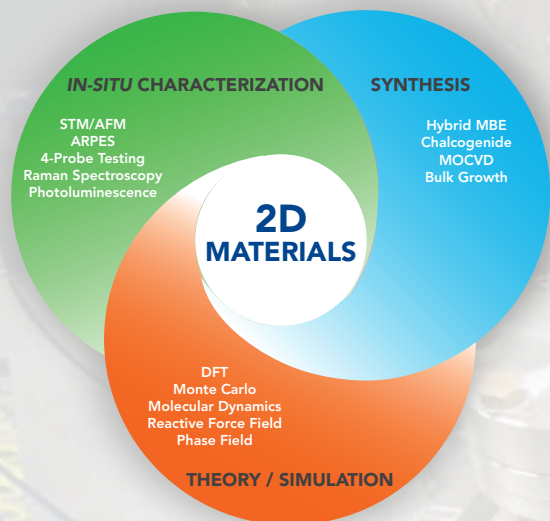 IN-SITU CHARACTERIZATION
STM/AFM
ARPES
4-Probe Testing
Raman Spectroscopy
Photoluminescence
SYNTHESIS
Hybrid MBE
Chalcogenide
MOCVD
Bulk Growth
2D
MATERIALS
DFT
Monte Carlo
Molecular Dynamics
Reactive Force Field
Phase Field
THEORY / SIMULATION